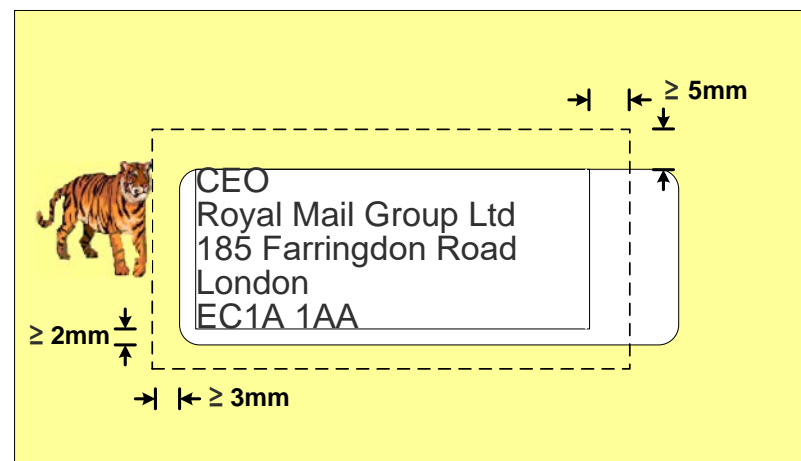 ≥ 5mm
CEO
Royal Mail Group Ltd
185 Farringdon Road
London
EC1A 1AA
≥ 2mm
≥ 3mm